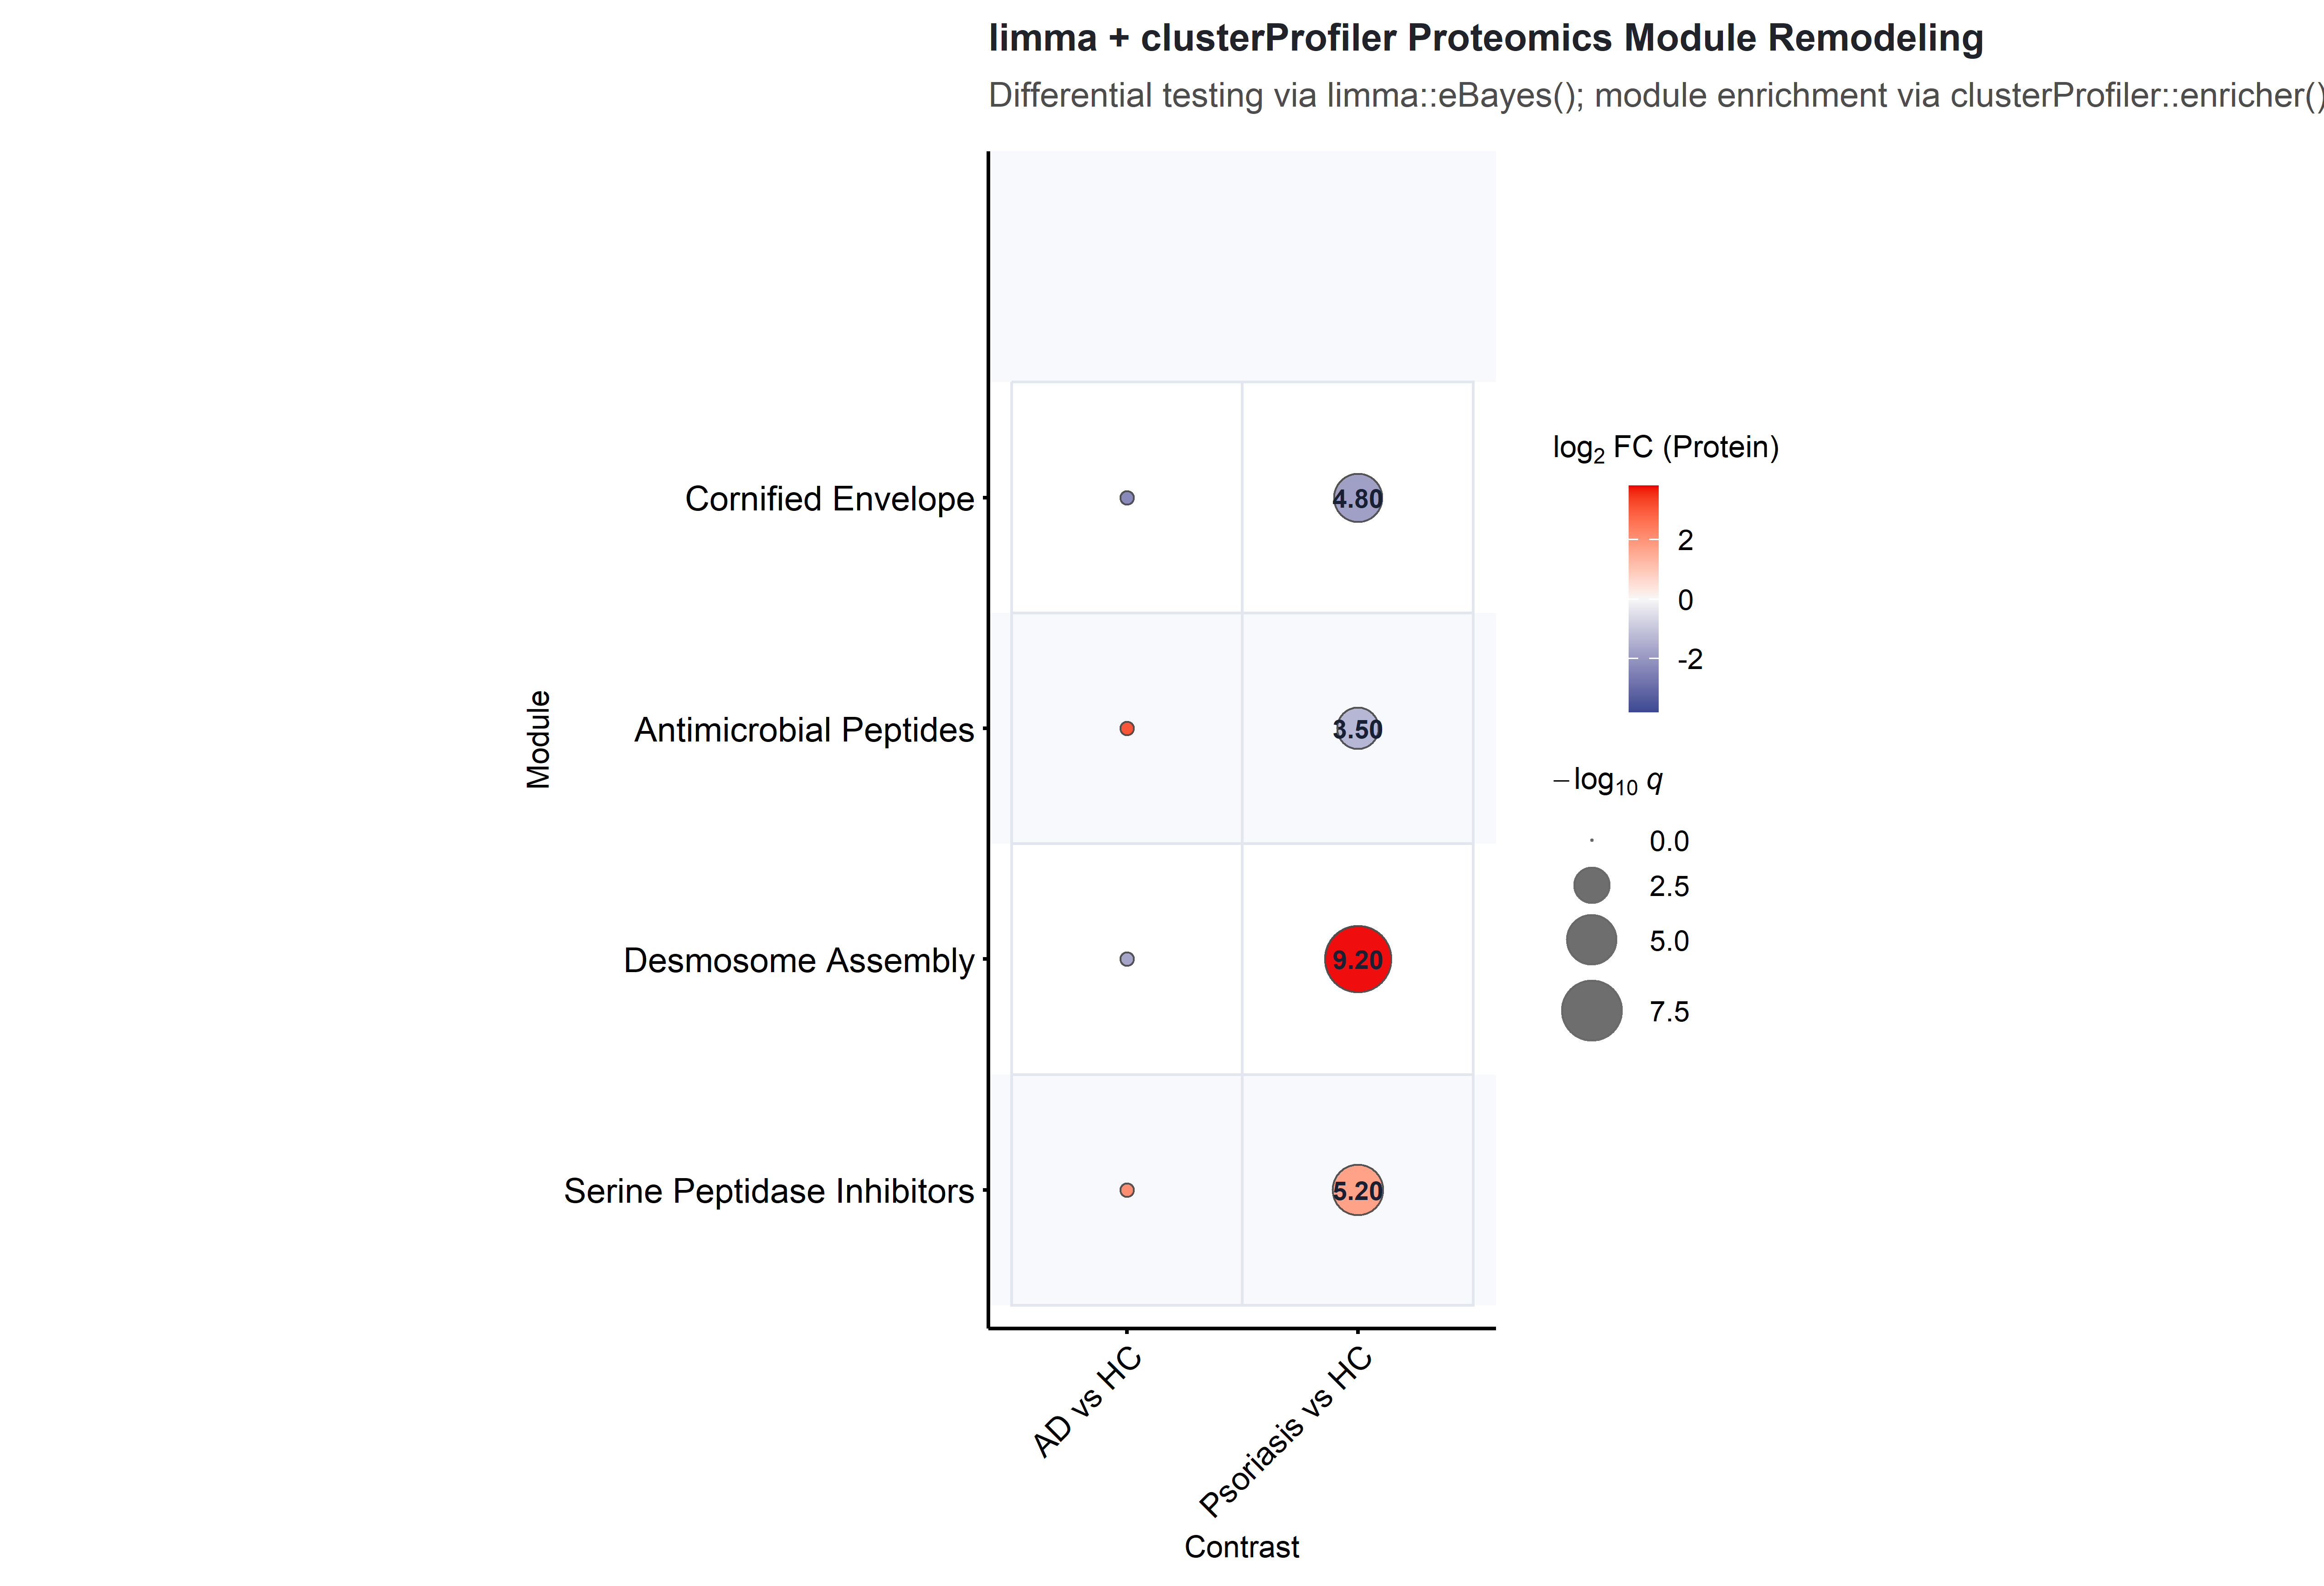 limma + clusterProfiler Proteomics Module Remodeling
Differential testing via limma::eBayes(); module enrichment via clusterProfiler::enricher()
Module
Cornified Envelope
4.80
Antimicrobial Peptides
3.50
Desmosome Assembly
9.20
Serine Peptidase Inhibitors
5.20
AD vs HC
Psoriasis vs HC
Contrast
log₂ FC (Protein)
2
0
-2
−log₁₀ q
0.0
2.5
5.0
7.5